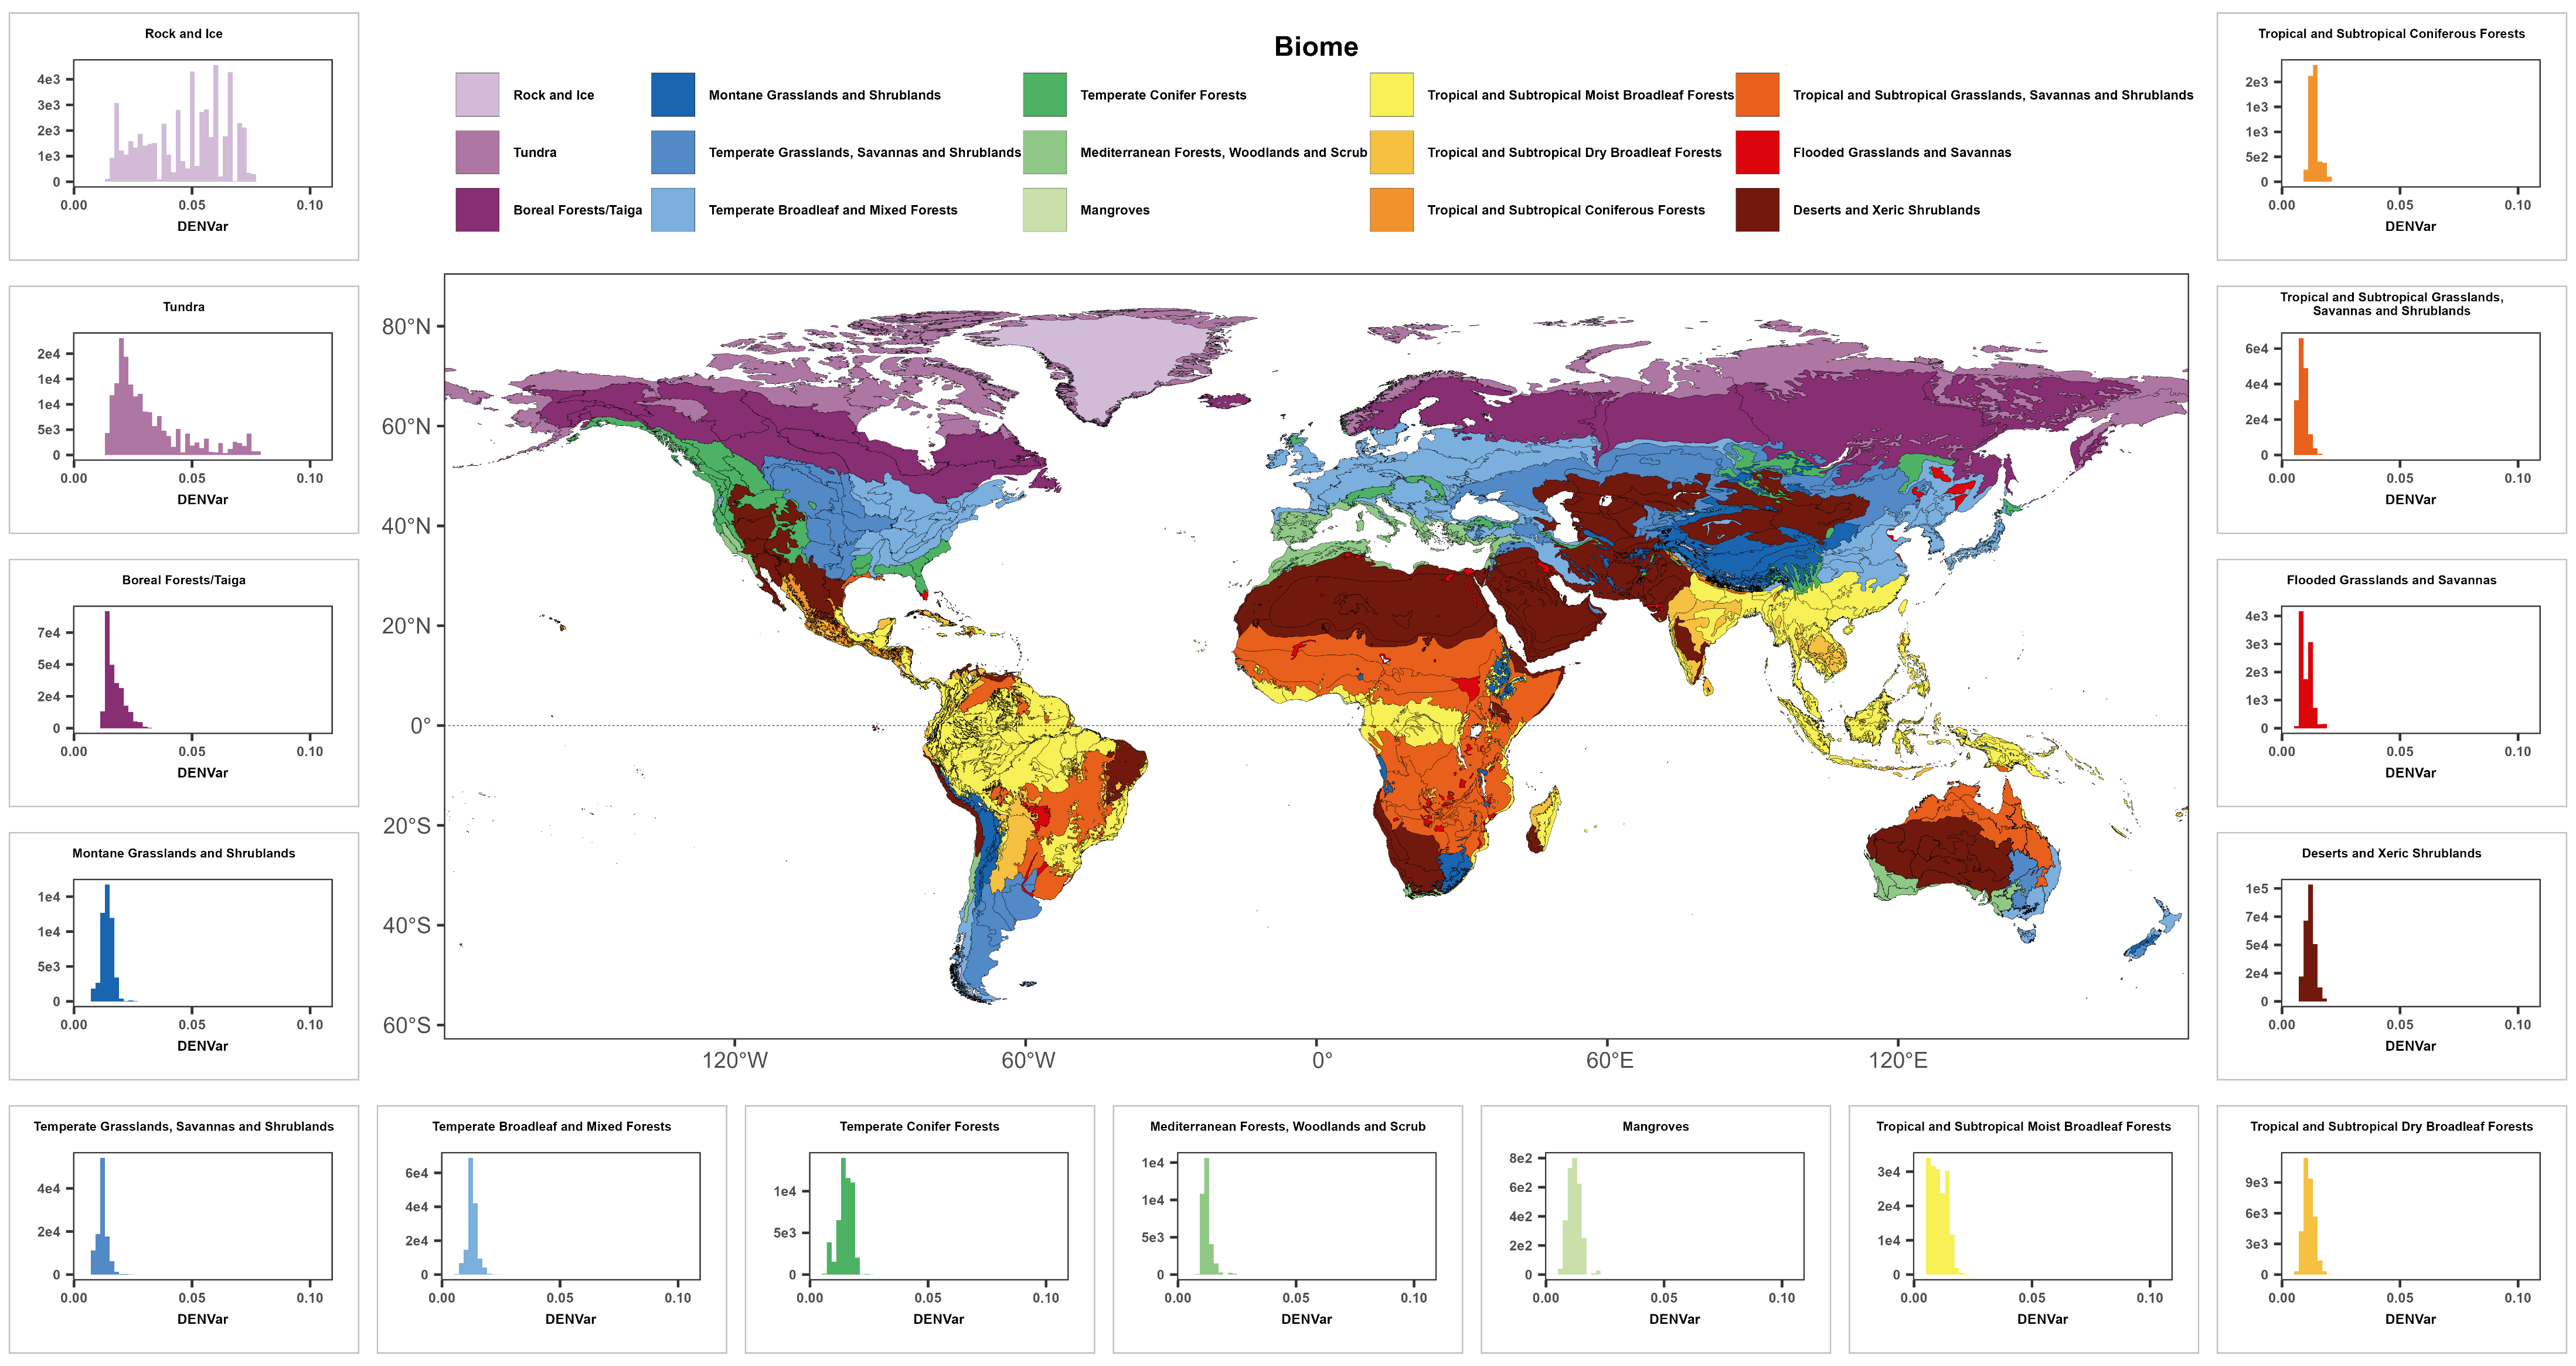 Biome
Rock and Ice
Montane Grasslands and Shrublands
Temperate Conifer Forests
Tropical and Subtropical Moist Broadleaf Forests
Tropical and Subtropical Grasslands, Savannas and Shrublands
Tundra
Temperate Grasslands, Savannas and Shrublands
Mediterranean Forests, Woodlands and Scrub
Tropical and Subtropical Dry Broadleaf Forests
Flooded Grasslands and Savannas
Boreal Forests/Taiga
Temperate Broadleaf and Mixed Forests
Mangroves
Tropical and Subtropical Coniferous Forests
Deserts and Xeric Shrublands
Rock and Ice
4e3
3e3
2e3
1e3
0
0.00 0.05 0.10
DENVar
Tundra
2e4
1e4
1e4
5e3
0
0.00 0.05 0.10
DENVar
Boreal Forests/Taiga
7e4
5e4
2e4
0
0.00 0.05 0.10
DENVar
Montane Grasslands and Shrublands
1e4
1e4
5e3
0
0.00 0.05 0.10
DENVar
80°N
60°N
40°N
20°N
0°
20°S
40°S
60°S
120°W 60°W 0° 60°E 120°E
Tropical and Subtropical Coniferous Forests
2e3
1e3
1e3
5e2
0
0.00 0.05 0.10
DENVar
Tropical and Subtropical Grasslands,
Savannas and Shrublands
6e4
4e4
2e4
0
0.00 0.05 0.10
DENVar
Flooded Grasslands and Savannas
4e3
3e3
2e3
1e3
0
0.00 0.05 0.10
DENVar
Deserts and Xeric Shrublands
1e5
7e4
5e4
2e4
0
0.00 0.05 0.10
DENVar
Temperate Grasslands, Savannas and Shrublands
4e4
2e4
0
0.00 0.05 0.10
DENVar
Temperate Broadleaf and Mixed Forests
6e4
4e4
2e4
0
0.00 0.05 0.10
DENVar
Temperate Conifer Forests
1e4
5e3
0
0.00 0.05 0.10
DENVar
Mediterranean Forests, Woodlands and Scrub
1e4
1e4
5e3
0
0.00 0.05 0.10
DENVar
Mangroves
8e2
6e2
4e2
2e2
0
0.00 0.05 0.10
DENVar
Tropical and Subtropical Moist Broadleaf Forests
3e4
2e4
1e4
0
0.00 0.05 0.10
DENVar
Tropical and Subtropical Dry Broadleaf Forests
9e3
6e3
3e3
0
0.00 0.05 0.10
DENVar